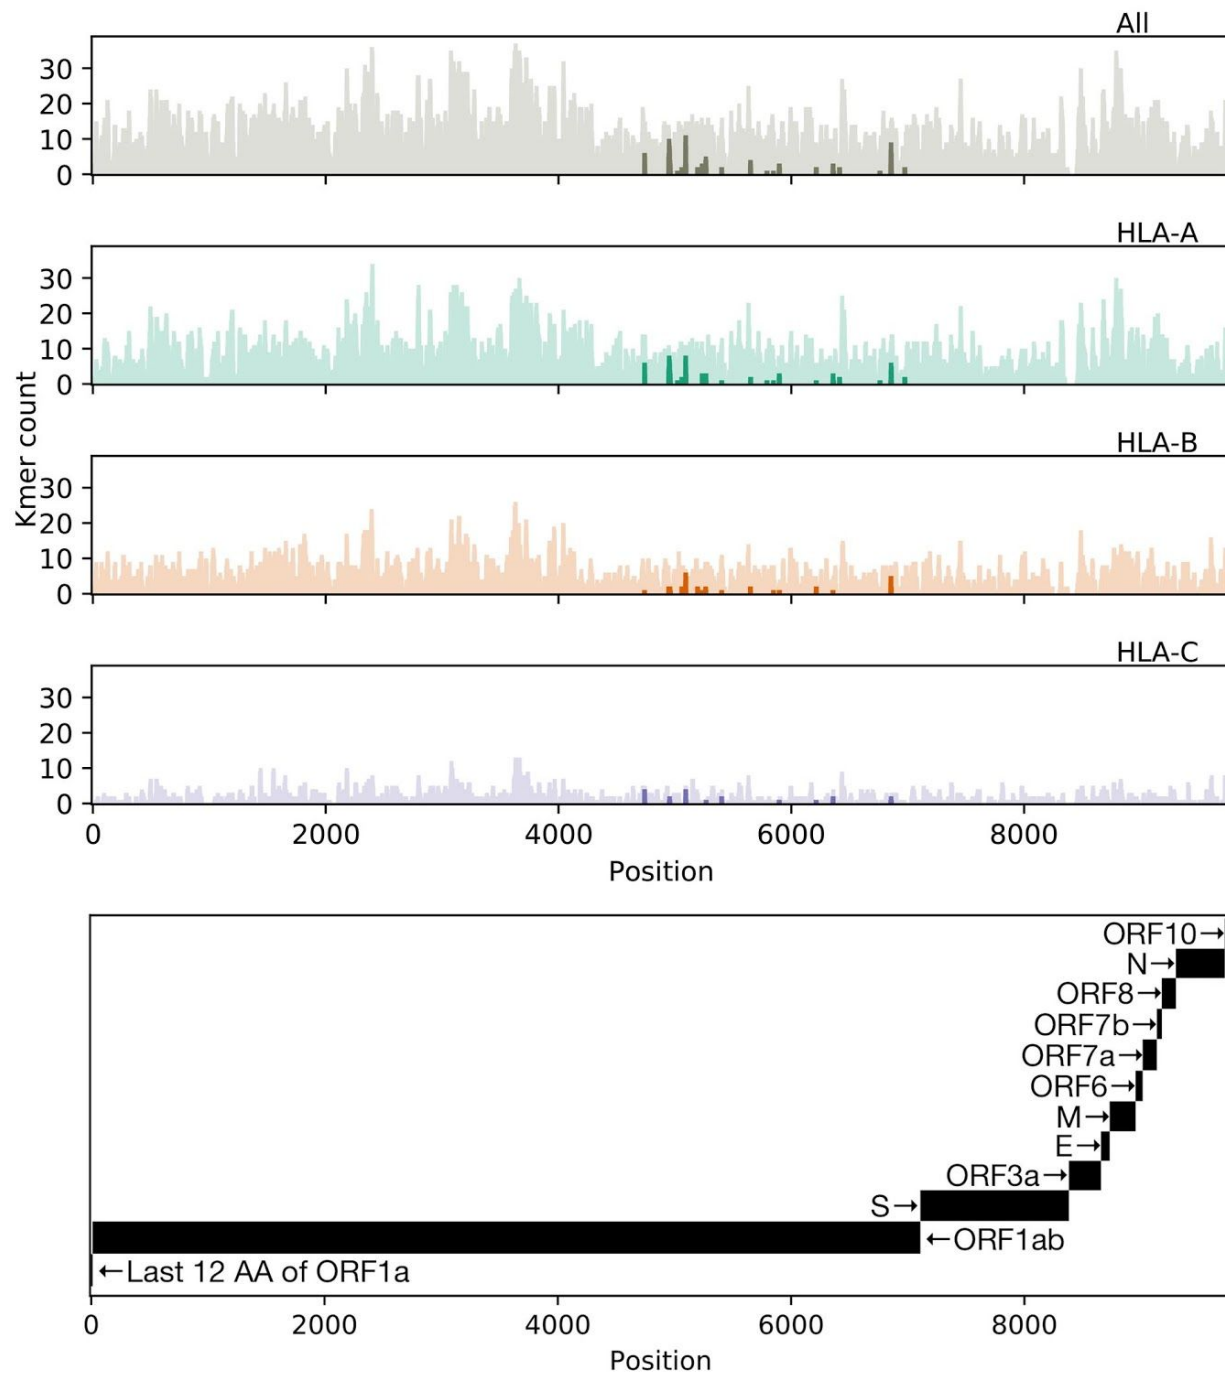 All
30
20
10
0
HLA-A
30
20
10
0
HLA-B
30
20
10
0
HLA-C
30
20
10
0
Kmer count
0 2000 4000 6000 8000
Position
ORF10→
N→
ORF8→
ORF7b→
ORF7a→
ORF6→
M→
E→
ORF3a→
S→
←ORF1ab
←Last 12 AA of ORF1a
0 2000 4000 6000 8000
Position